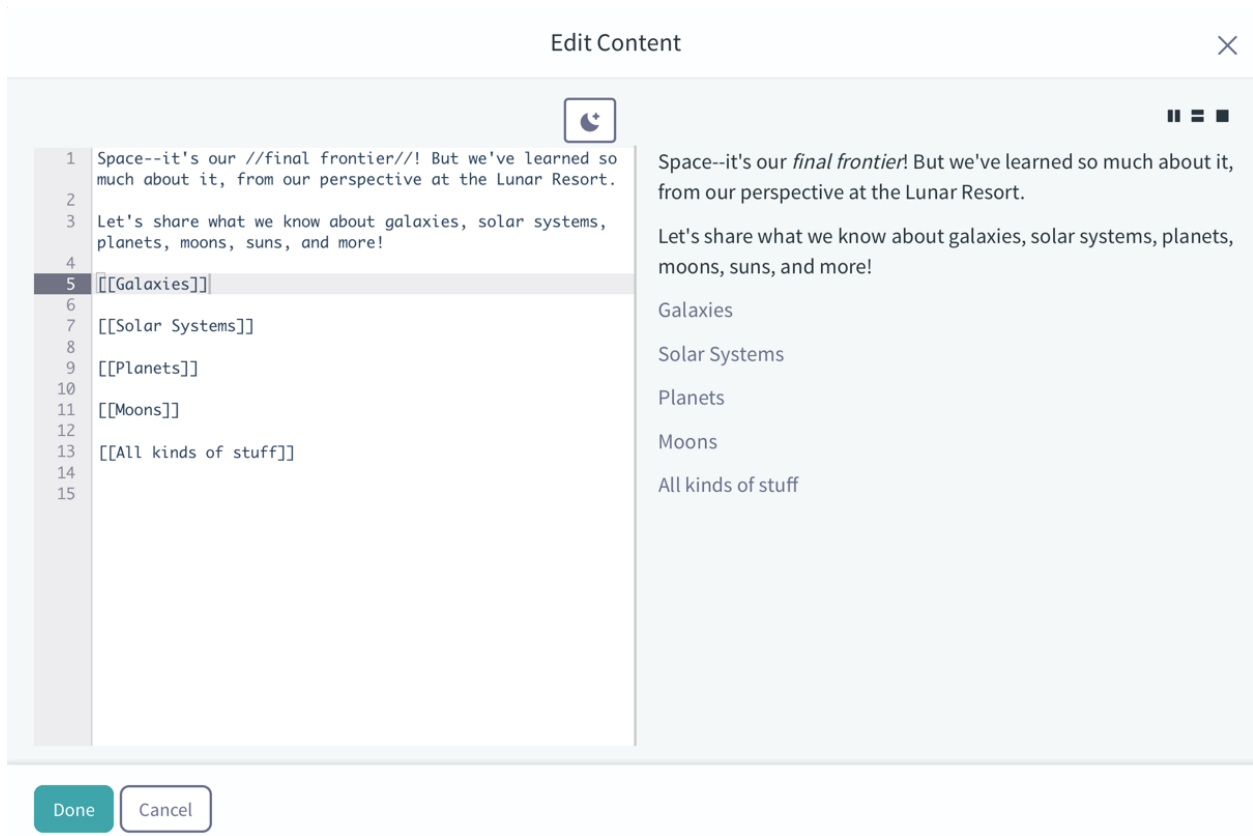 Edit Content
1 Space--it's our //final frontier//! But we've learned so
much about it, from our perspective at the Lunar Resort.
2
3 Let's share what we know about galaxies, solar systems,
planets, moons, suns, and more!
4
5 [[Galaxies]]
6
7 [[Solar Systems]]
8
9 [[Planets]]
10
11 [[Moons]]
12
13 [[All kinds of stuff]]
14
15
Space--it's our final frontier! But we've learned so much about it,
from our perspective at the Lunar Resort.
Let's share what we know about galaxies, solar systems, planets,
moons, suns, and more!
Galaxies
Solar Systems
Planets
Moons
All kinds of stuff
Done
Cancel